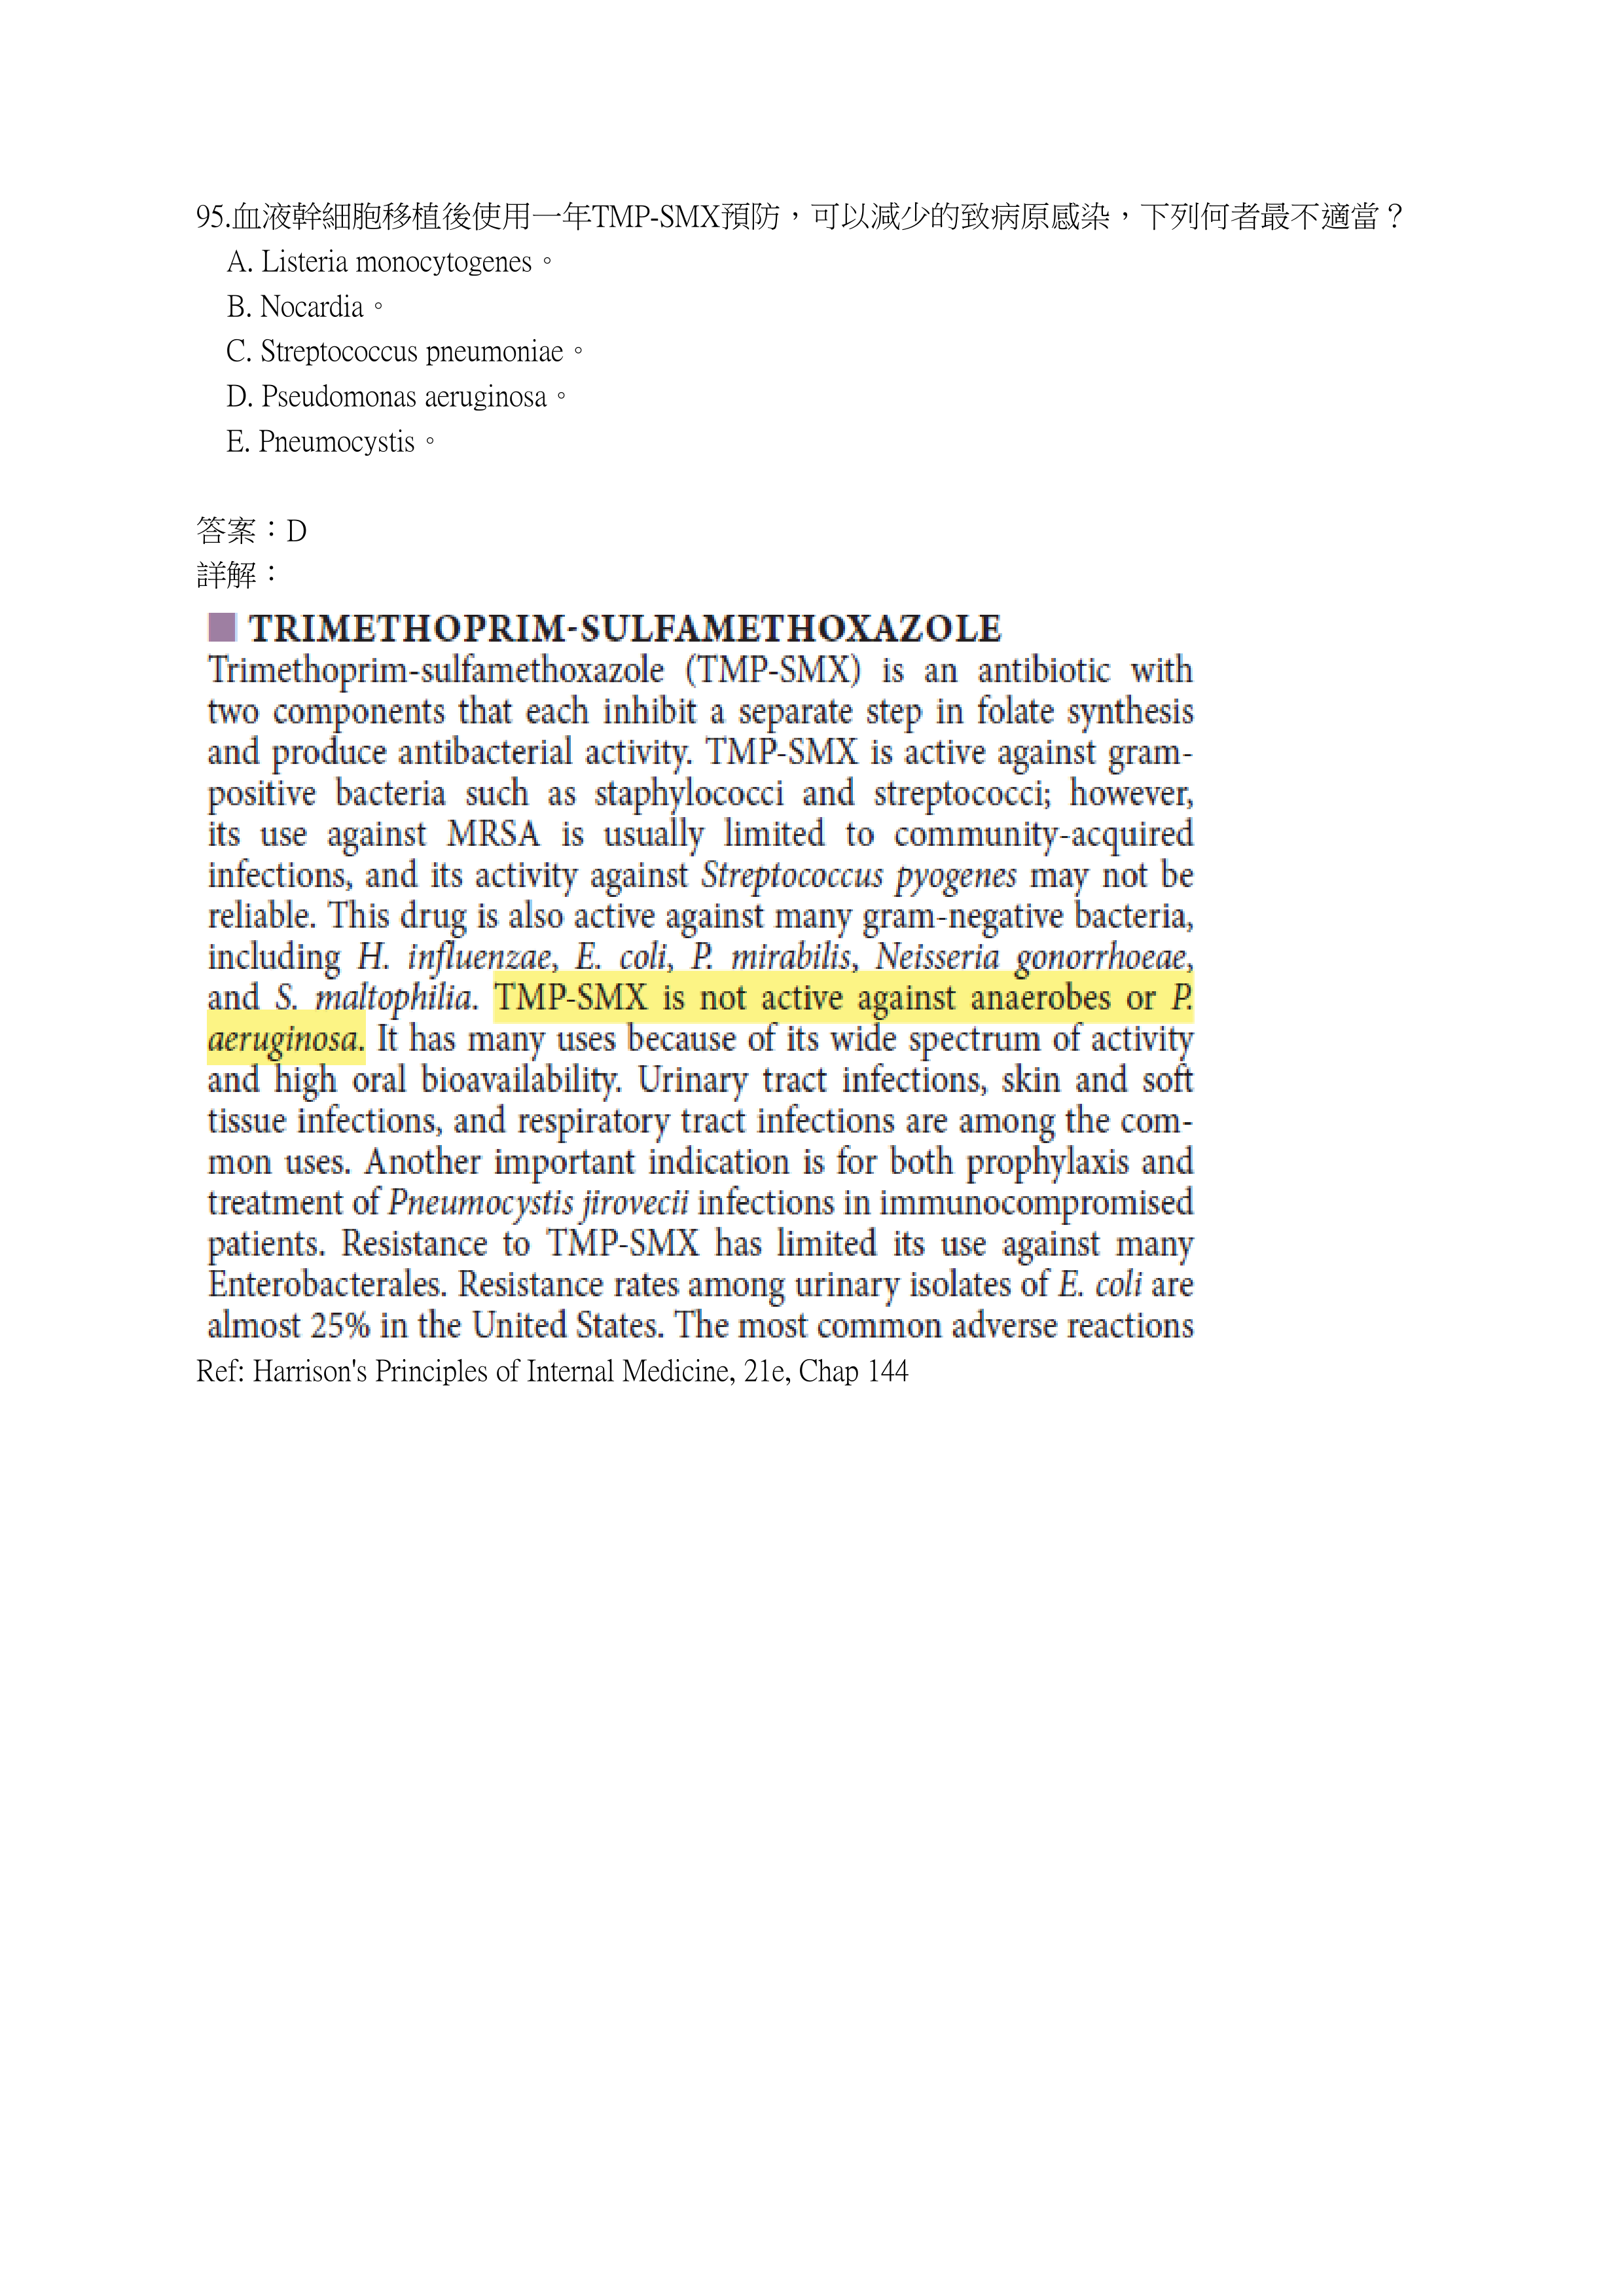 95.血液幹細胞移植後使用一年TMP-SMX預防，可以減少的致病原感染，下列何者最不適當？
A. Listeria monocytogenes。
B. Nocardia。
C. Streptococcus pneumoniae。
D. Pseudomonas aeruginosa。
E. Pneumocystis。
答案：D
詳解：
TRIMETHOPRIM-SULFAMETHOXAZOLE
Trimethoprim-sulfamethoxazole (TMP-SMX) is an antibiotic with
two components that each inhibit a separate step in folate synthesis
and produce antibacterial activity. TMP-SMX is active against gram-
positive bacteria such as staphylococci and streptococci; however,
its use against MRSA is usually limited to community-acquired
infections, and its activity against Streptococcus pyogenes may not be
reliable. This drug is also active against many gram-negative bacteria,
including H. influenzae, E. coli, P. mirabilis, Neisseria gonorrhoeae,
and S. maltophilia. TMP-SMX is not active against anaerobes or P.
aeruginosa. It has many uses because of its wide spectrum of activity
and high oral bioavailability. Urinary tract infections, skin and soft
tissue infections, and respiratory tract infections are among the com-
mon uses. Another important indication is for both prophylaxis and
treatment of Pneumocystis jirovecii infections in immunocompromised
patients. Resistance to TMP-SMX has limited its use against many
Enterobacterales. Resistance rates among urinary isolates of E. coli are
almost 25% in the United States. The most common adverse reactions
Ref: Harrison's Principles of Internal Medicine, 21e, Chap 144